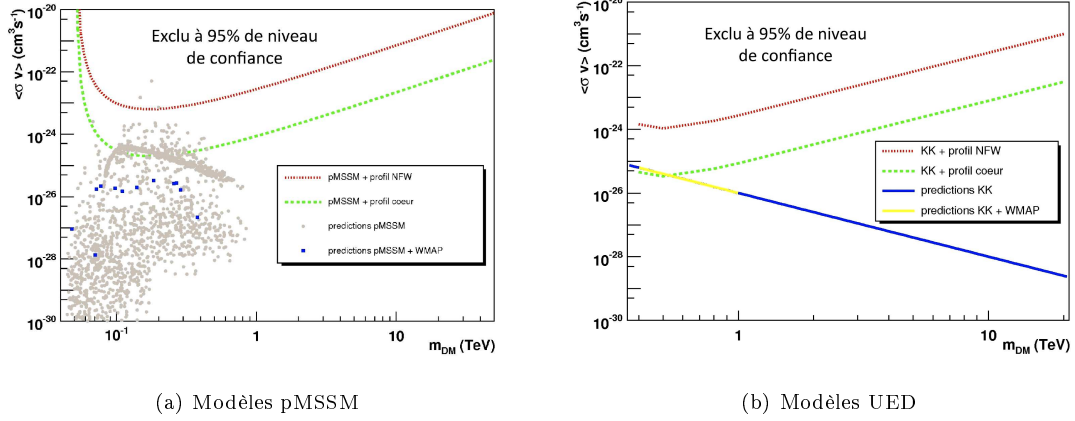 <σ v> (cm³s⁻¹)
10⁻²⁰
10⁻²²
10⁻²⁴
10⁻²⁶
10⁻²⁸
10⁻³⁰
Exclu à 95% de niveau
de confiance
pMSSM + profil NFW
pMSSM + profil coeur
predictions pMSSM
predictions pMSSM + WMAP
10⁻¹
1
10
m_DM (TeV)
(a) Modèles pMSSM
<σ v> (cm³s⁻¹)
10⁻²⁰
10⁻²²
10⁻²⁴
10⁻²⁶
10⁻²⁸
10⁻³⁰
Exclu à 95% de niveau
de confiance
KK + profil NFW
KK + profil coeur
predictions KK
predictions KK + WMAP
1
10
m_DM (TeV)
(b) Modèles UED